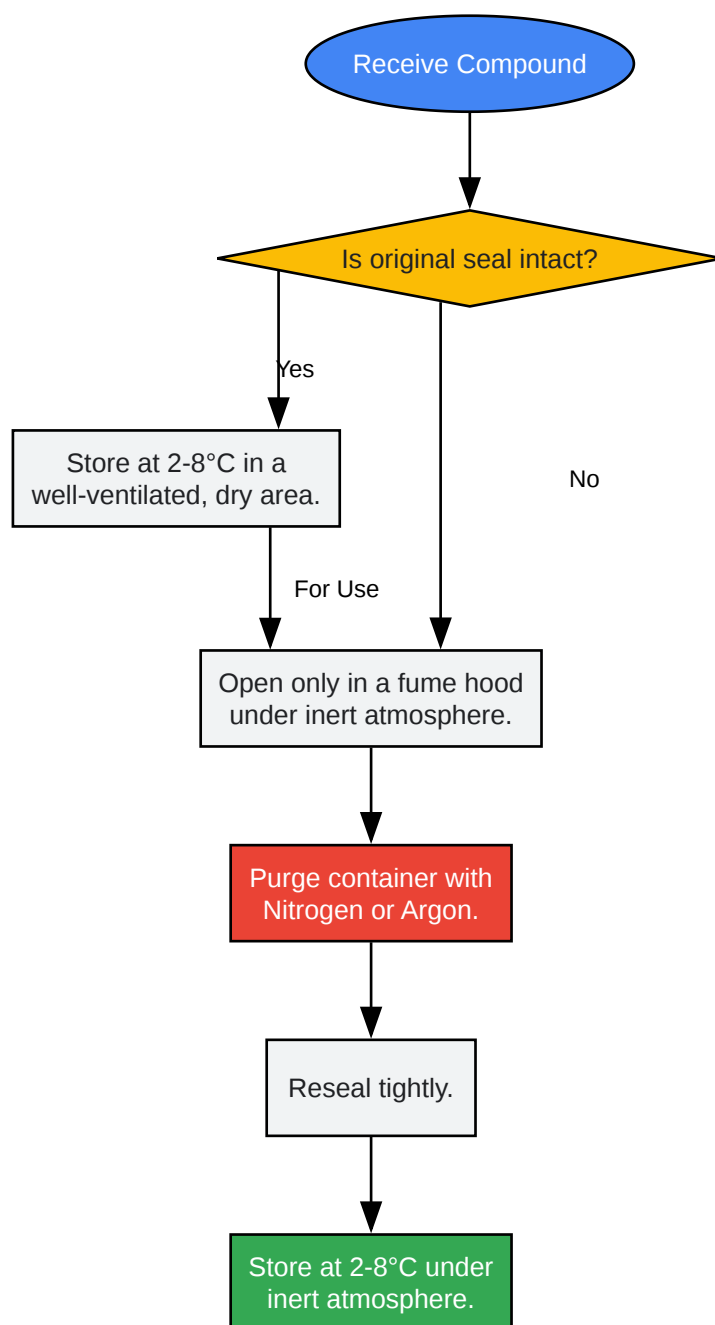 Receive Compound
Is original seal intact?
Yes
Store at 2-8°C in a
well-ventilated, dry area.
No
For Use
Open only in a fume hood
under inert atmosphere.
Purge container with
Nitrogen or Argon.
Reseal tightly.
Store at 2-8°C under
inert atmosphere.